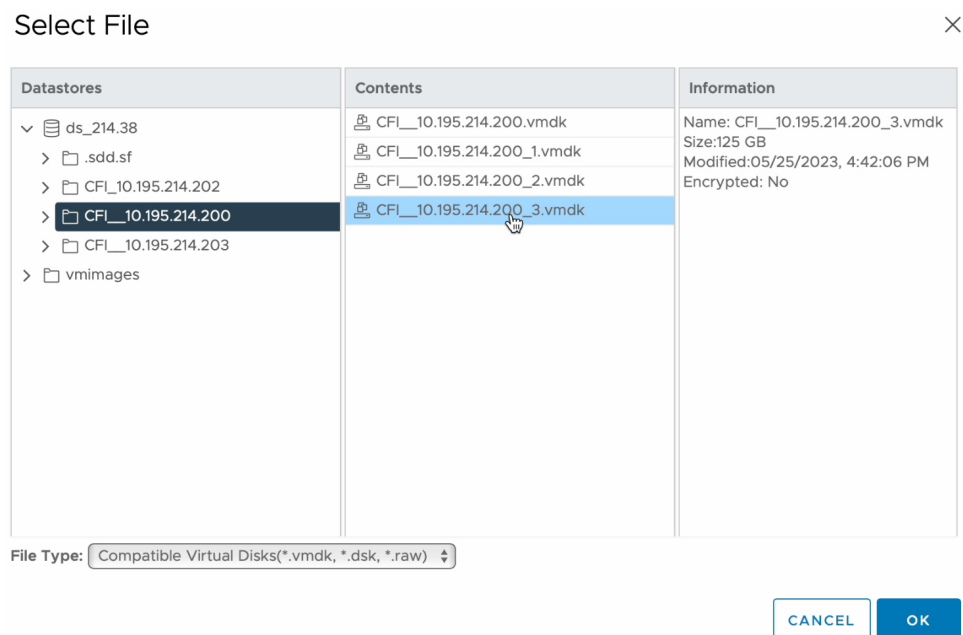 Select File
Datastores
ds_214.38
.sdd.sf
CFI_10.195.214.202
CFI__10.195.214.200
CFI__10.195.214.203
vmimages
Contents
CFI__10.195.214.200.vmdk
CFI__10.195.214.200_1.vmdk
CFI__10.195.214.200_2.vmdk
CFI__10.195.214.200_3.vmdk
Information
Name: CFI__10.195.214.200_3.vmdk
Size:125 GB
Modified:05/25/2023, 4:42:06 PM
Encrypted: No
File Type: Compatible Virtual Disks(*.vmdk, *.dsk, *.raw)
CANCEL OK